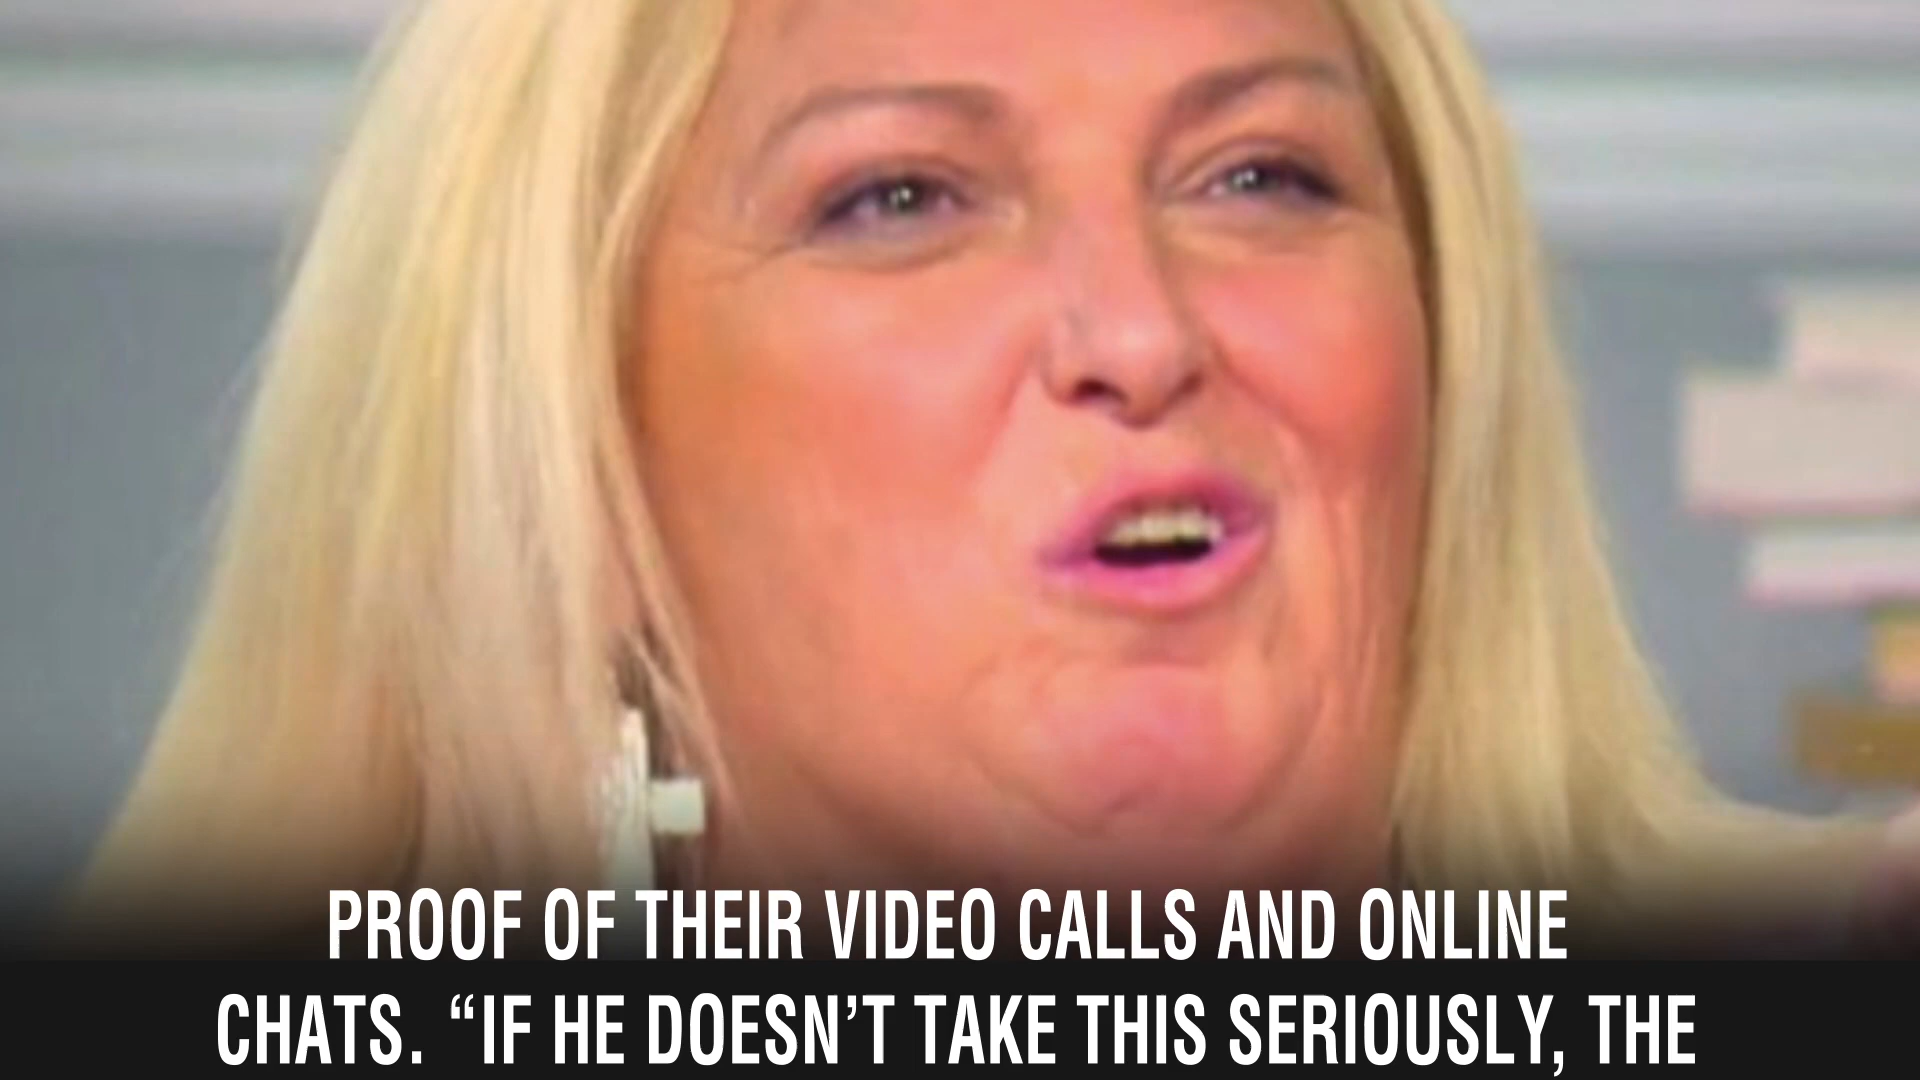 PROOF OF THEIR VIDEO CALLS AND ONLINE
CHATS. “IF HE DOESN’T TAKE THIS SERIOUSLY, THE